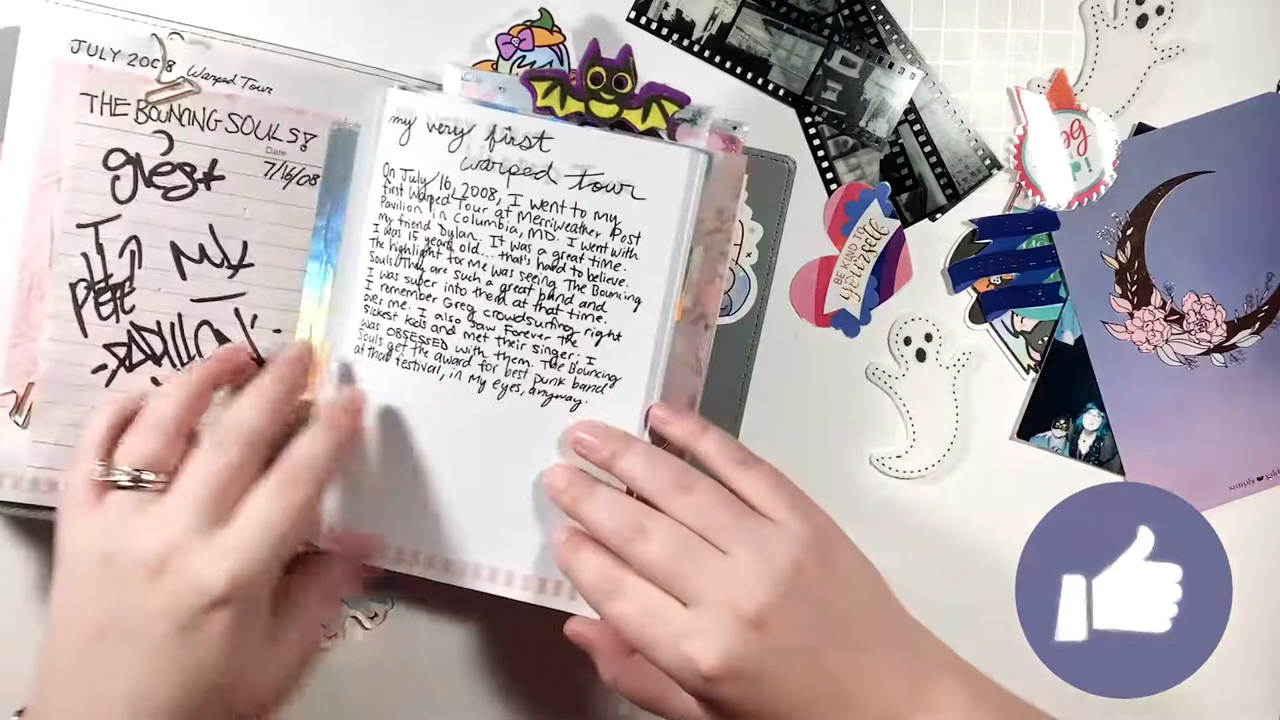 JULY 2008 Warped Tour
THE BOUNCING SOULS!
Date
7/16/08
greg
PETE
my very first
warped tour
On July 16, 2008, I went to my
first Warped Tour at Merriweather Post
Pavilion in Columbia, MD. I went with
my friend Dylan. It was a great time.
I was 15 years old... that's hard to believe.
The highlight for me was seeing The Bouncing
Souls. They are such a great band and
I was super into them at that time.
I remember Greg crowdsurfing right
over me. I also saw Forever the
Sickest Kids and met their singer; I
was OBSESSED with them. The Bouncing
Souls get the award for best punk band
at that festival, in my eyes, anyway.
BE KIND to
yourself
simply